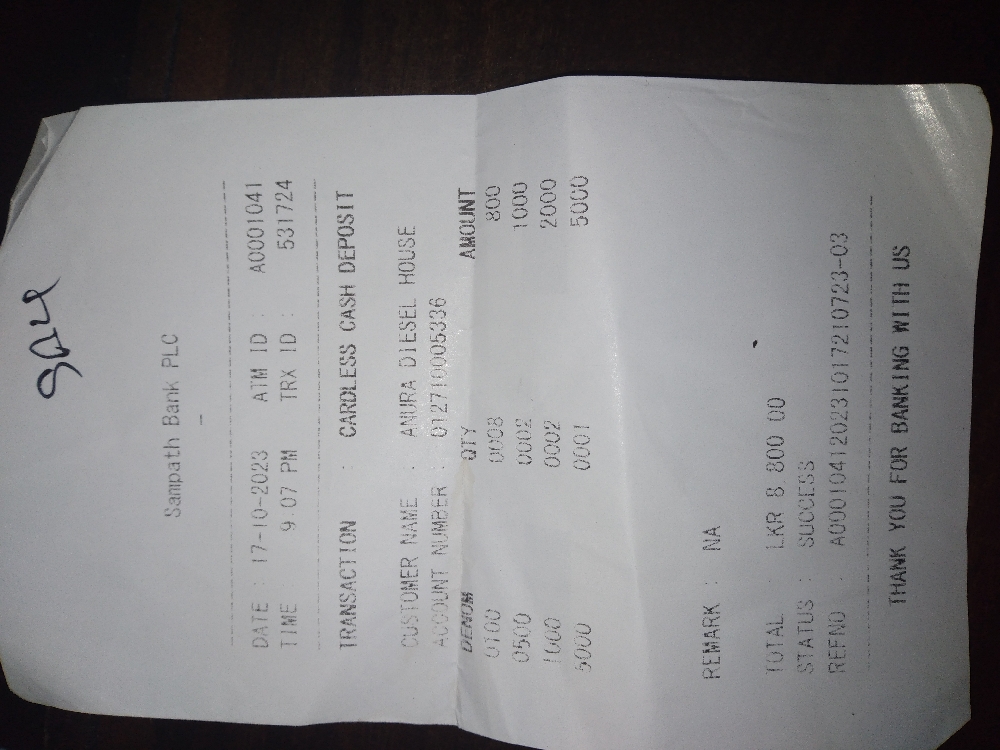 Sampath Bank PLC
DATE : 17-10-2023 ATM ID : A0001041
TIME : 9 07 PM TRX ID : 531724
TRANSACTION : CARDLESS CASH DEPOSIT
CUSTOMER NAME : ANURA DIESEL HOUSE
ACCOUNT NUMBER : 012710005336
DENOM QTY AMOUNT
0100 0008 800
0500 0002 1000
1000 0002 2000
5000 0001 5000
REMARK : NA
TOTAL LKR 8 800 00
STATUS : SUCCESS
REFNO : A00010412023101721072​3-03
THANK YOU FOR BANKING WITH US